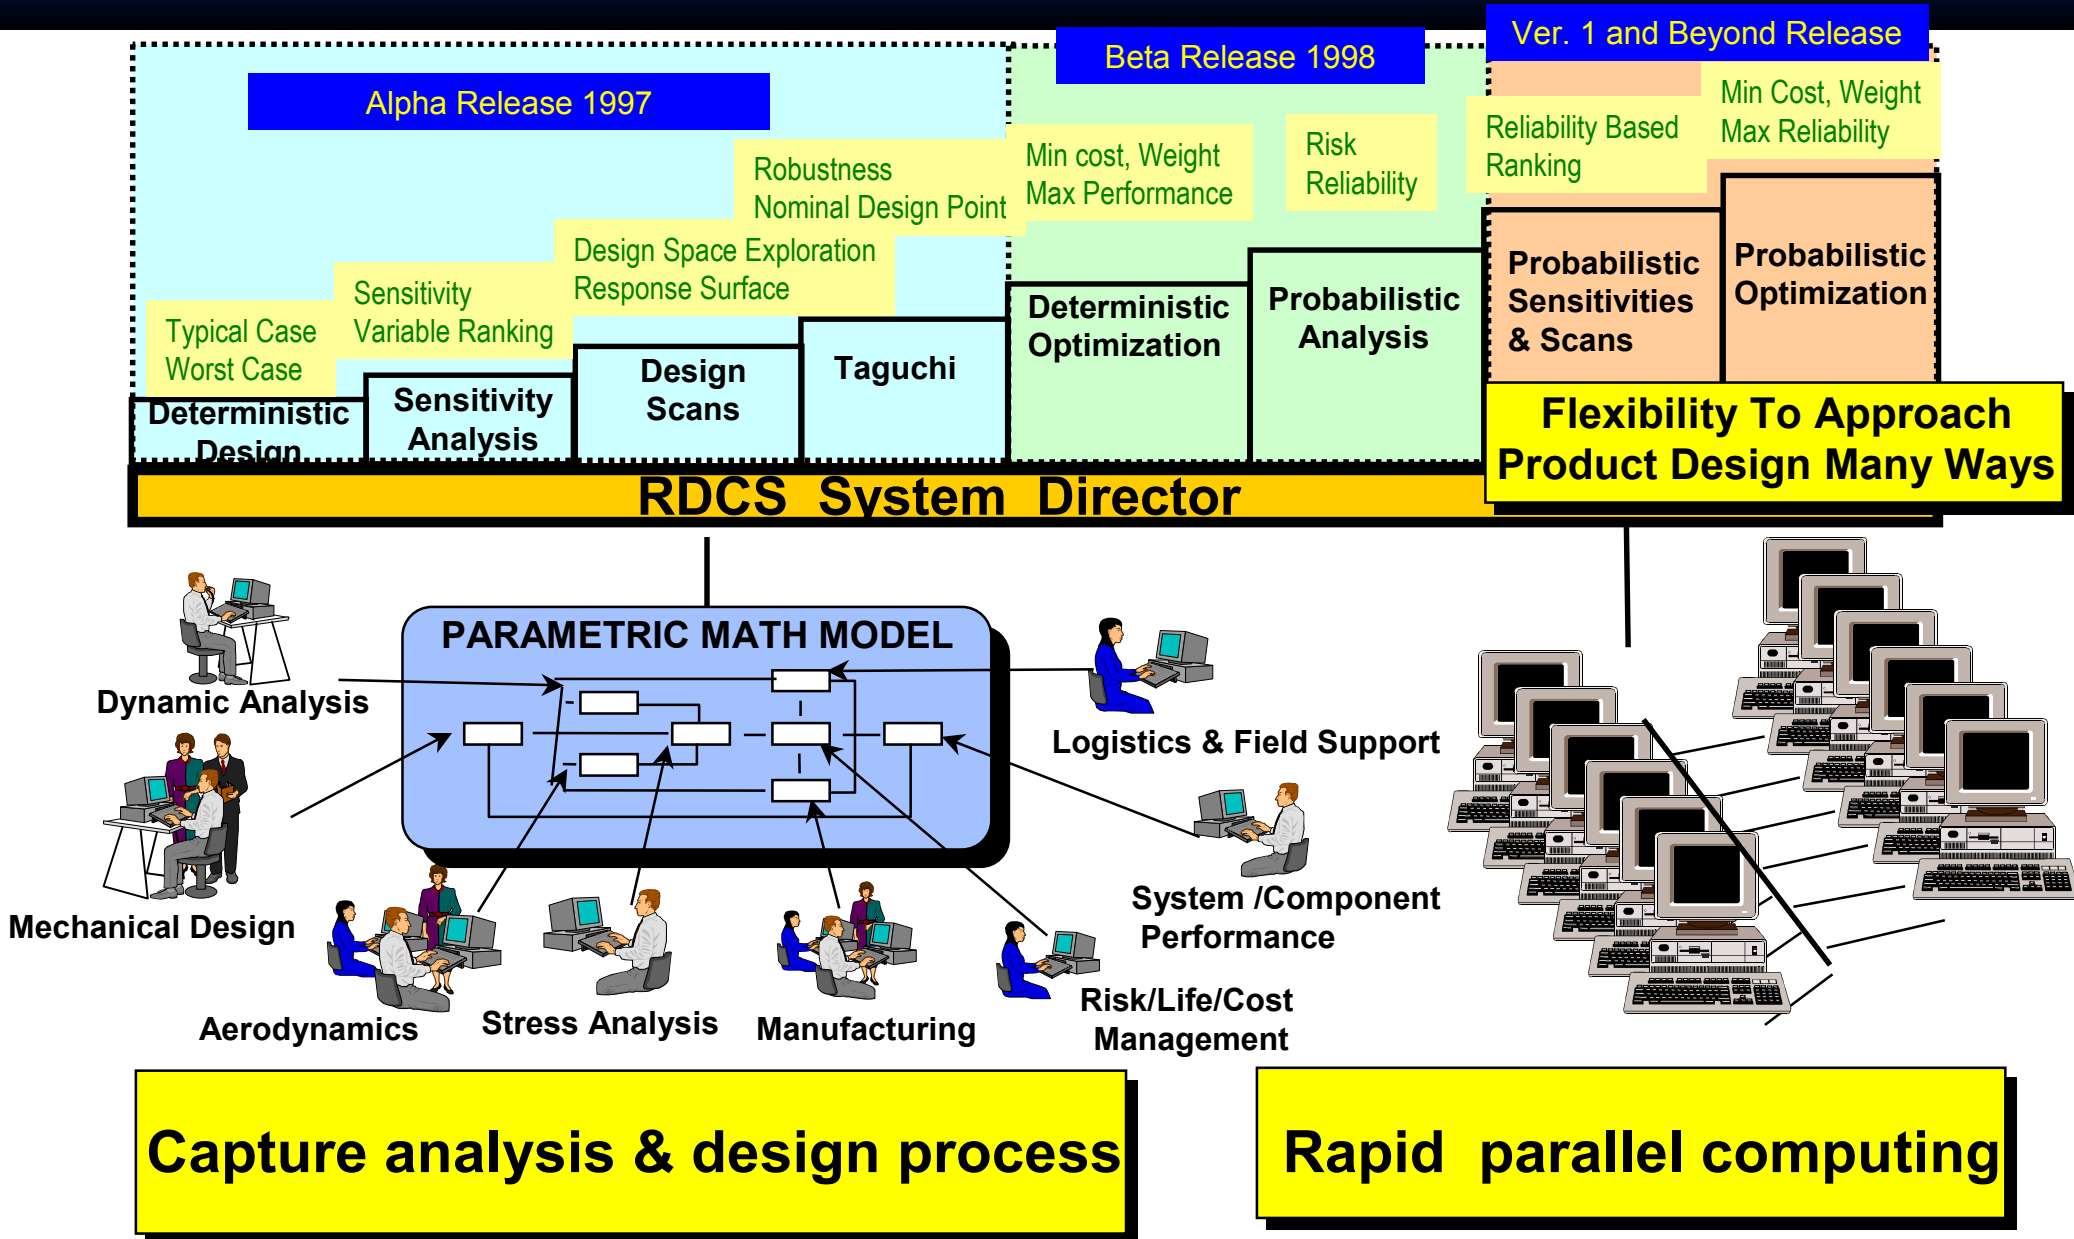 Alpha Release 1997
Beta Release 1998
Ver. 1 and Beyond Release
Typical Case
Worst Case
Sensitivity
Variable Ranking
Design Space Exploration
Response Surface
Robustness
Nominal Design Point
Min cost, Weight
Max Performance
Risk
Reliability
Reliability Based
Ranking
Min Cost, Weight
Max Reliability
Deterministic
Design
Sensitivity
Analysis
Design
Scans
Taguchi
Deterministic
Optimization
Probabilistic
Analysis
Probabilistic
Sensitivities
& Scans
Probabilistic
Optimization
Flexibility To Approach
Product Design Many Ways
RDCS System Director
PARAMETRIC MATH MODEL
Dynamic Analysis
Mechanical Design
Aerodynamics
Stress Analysis
Manufacturing
Risk/Life/Cost
Management
System /Component
Performance
Logistics & Field Support
Capture analysis & design process
Rapid parallel computing